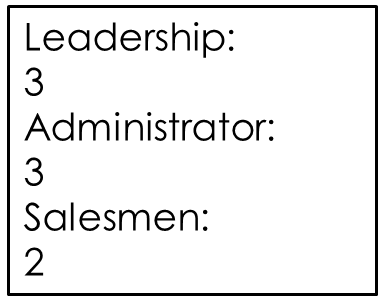 Leadership:
3
Administrator:
3
Salesmen:
2